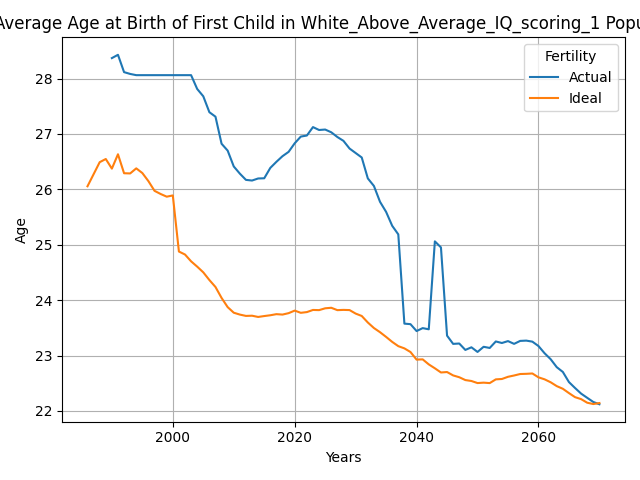 Average Age at Birth of First Child in White_Above_Average_IQ_scoring_1
Fertility
Actual
Ideal
28
27
26
25
24
23
22
Age
2000
2020
2040
2060
Years